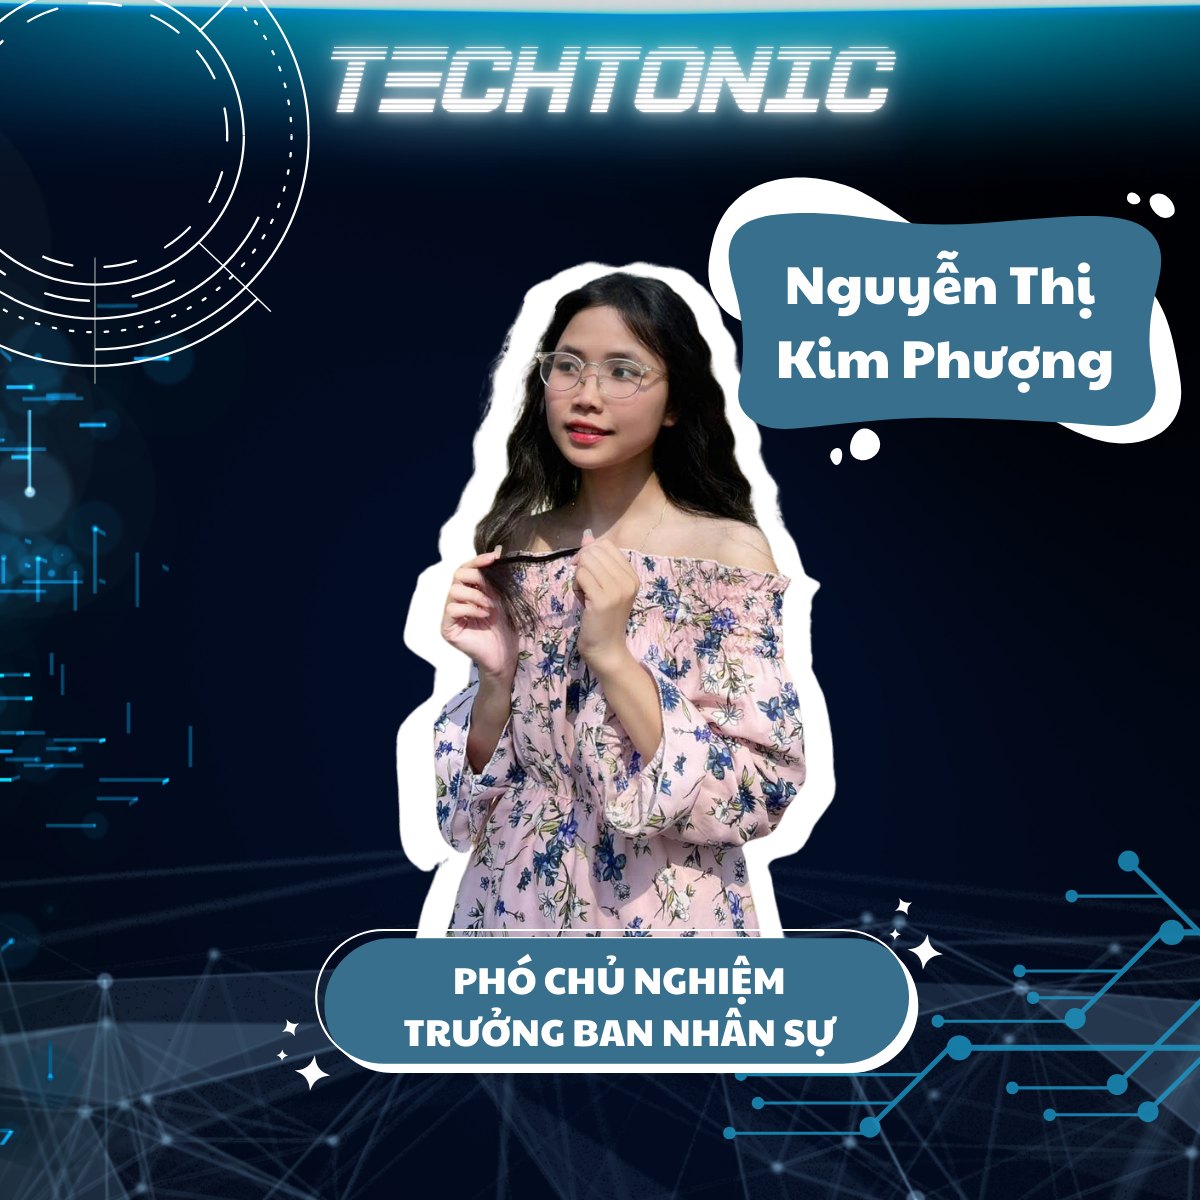 TECHTONIC
Nguyễn Thị
Kim Phượng
PHÓ CHỦ NGHIỆM
TRƯỞNG BAN NHÂN SỰ